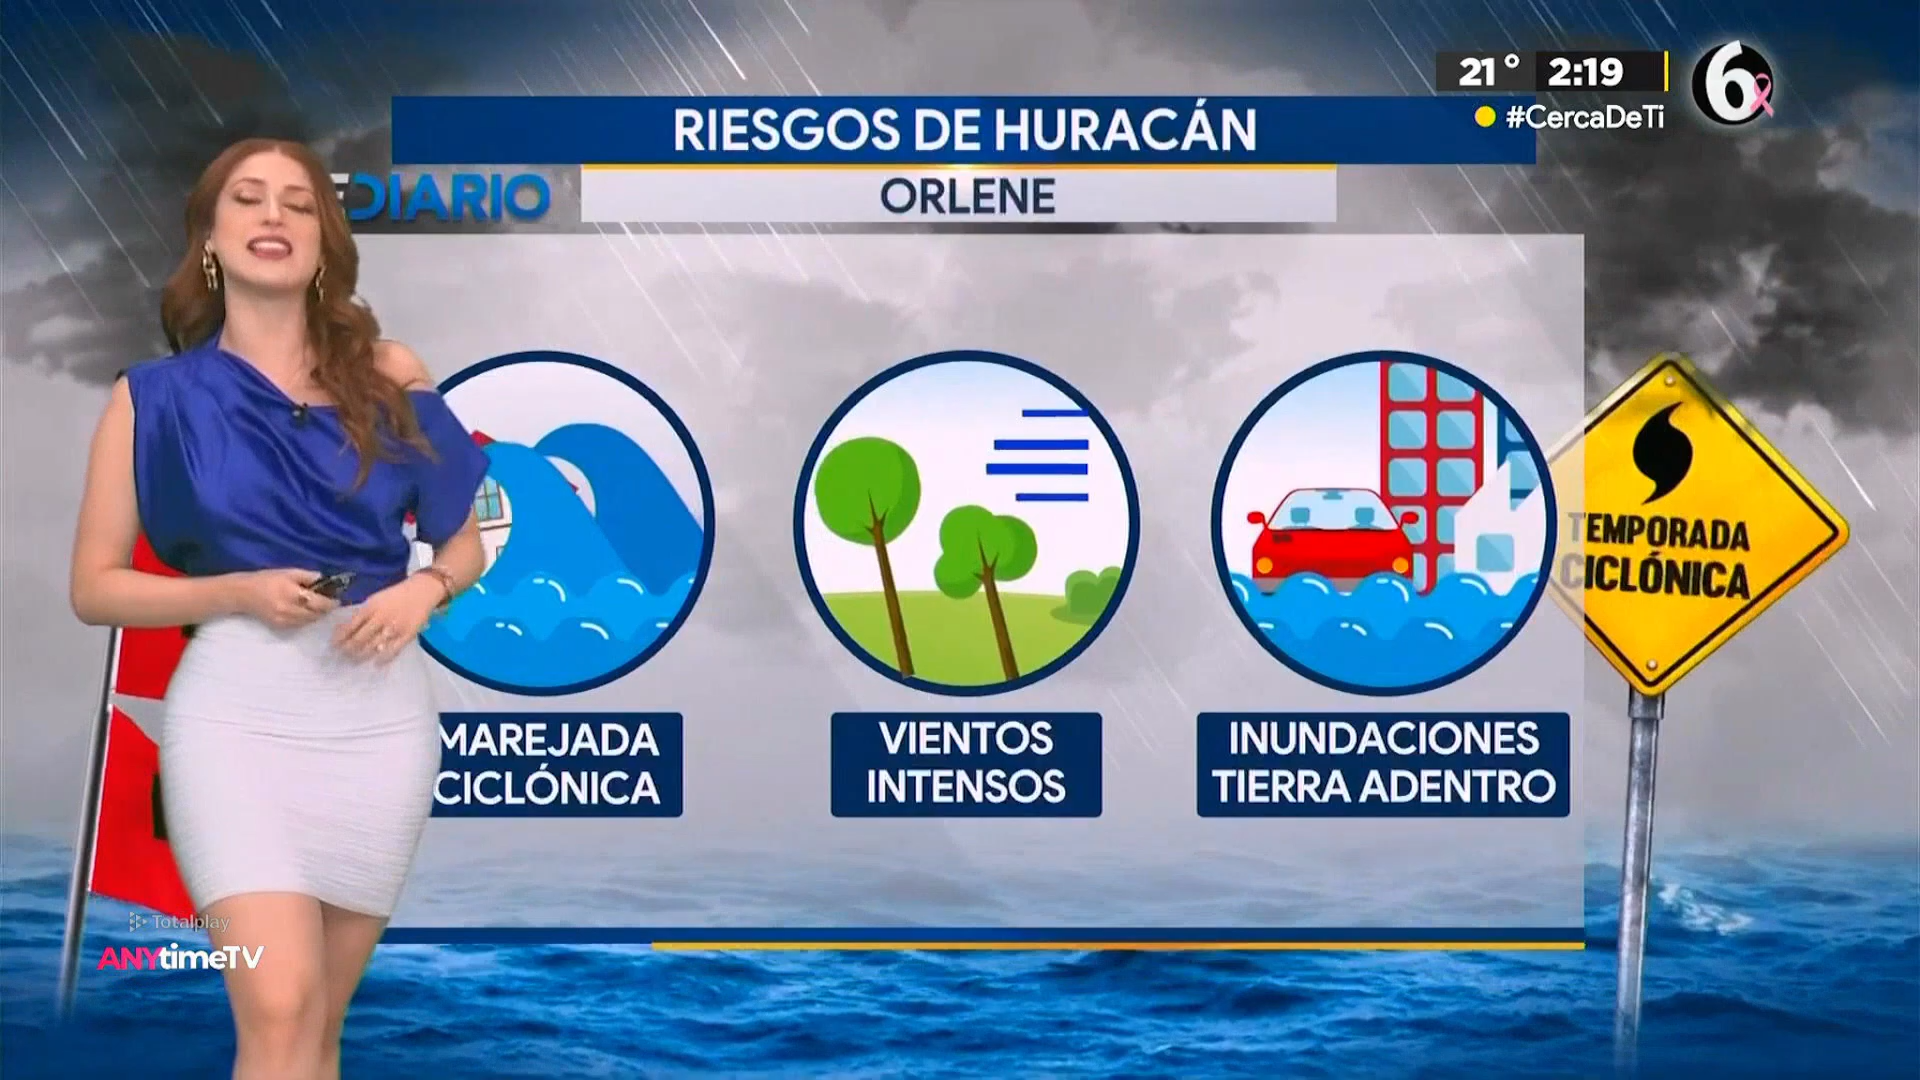 21° 2:19
6
#CercaDeTi
RIESGOS DE HURACÁN
DIARIO
ORLENE
TEMPORADA
CICLÓNICA
MAREJADA
CICLÓNICA
VIENTOS
INTENSOS
INUNDACIONES
TIERRA ADENTRO
Totalplay
ANYtimeTV